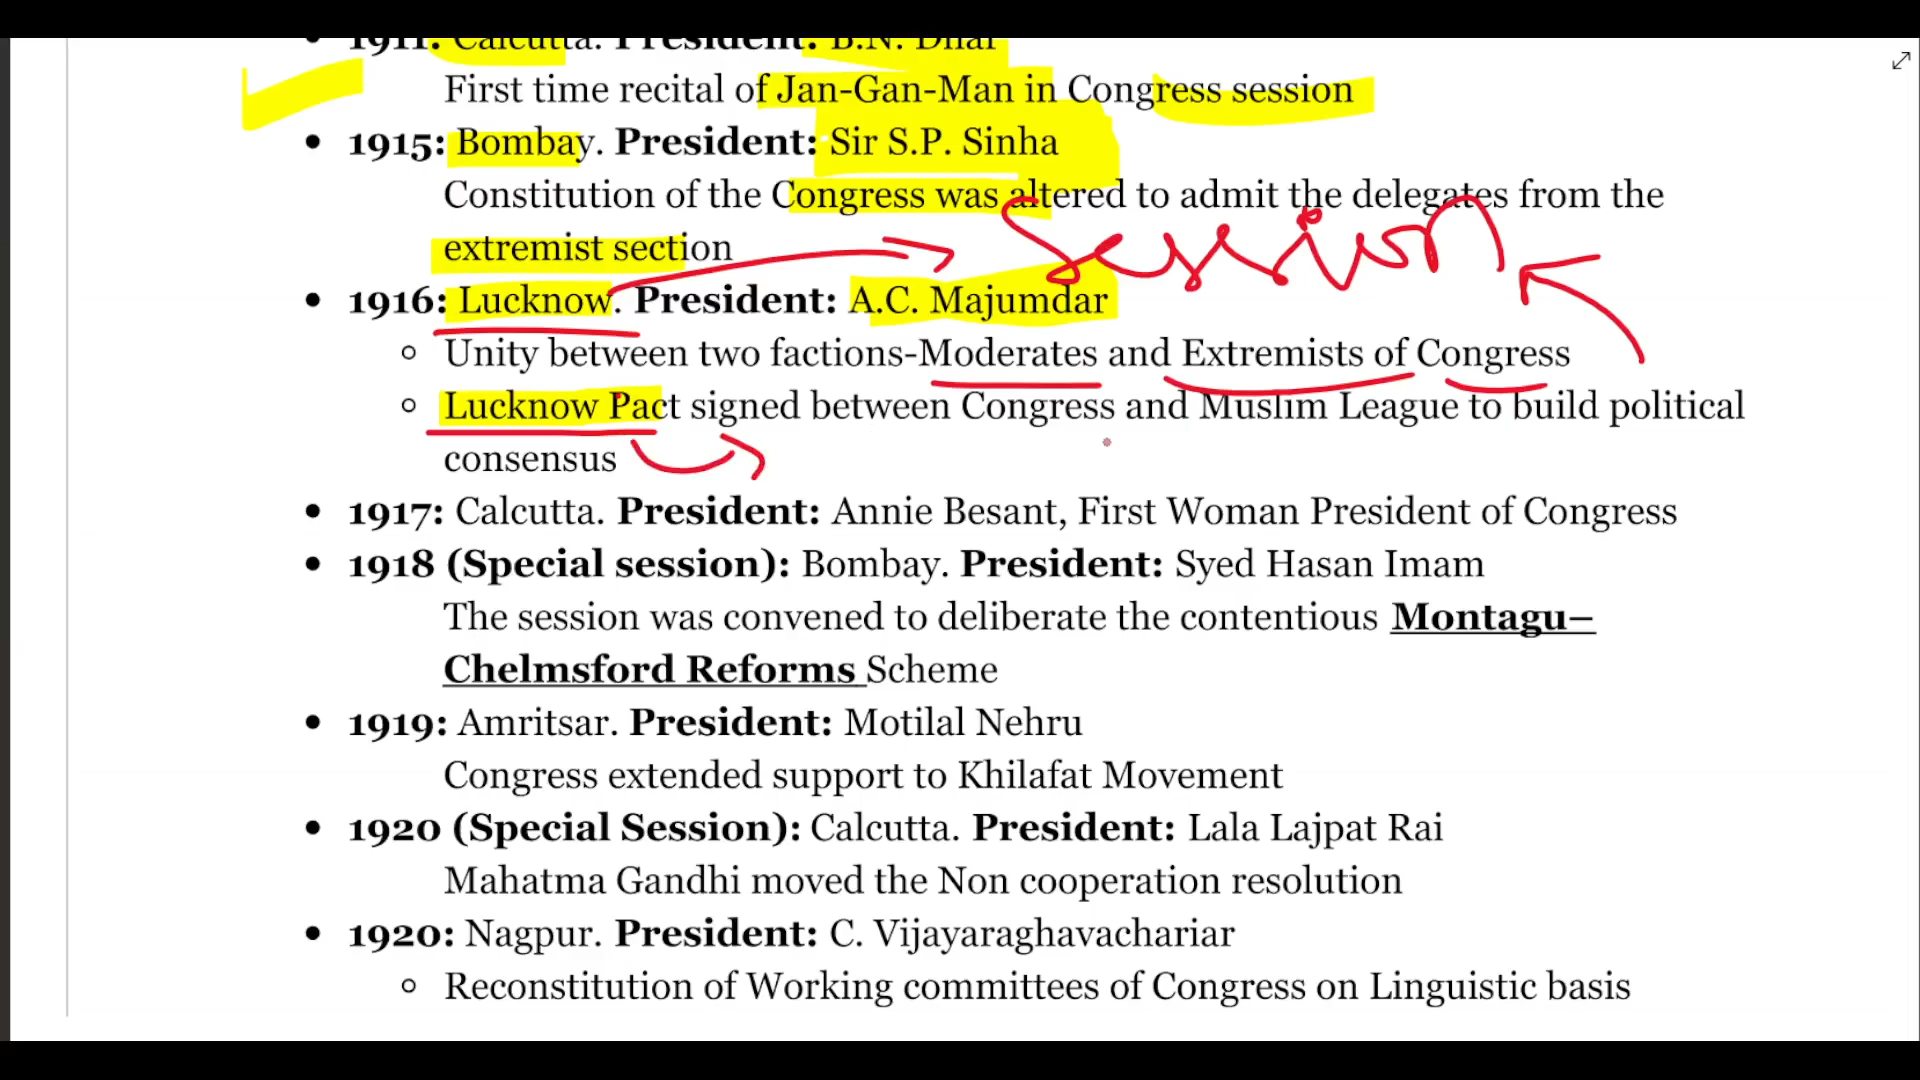 • 1911: Calcutta. President: B.N. Dhar
First time recital of Jan-Gan-Man in Congress session
• 1915: Bombay. President: Sir S.P. Sinha
Constitution of the Congress was altered to admit the delegates from the
extremist section
Session
• 1916: Lucknow. President: A.C. Majumdar
○ Unity between two factions-Moderates and Extremists of Congress
○ Lucknow Pact signed between Congress and Muslim League to build political
consensus
• 1917: Calcutta. President: Annie Besant, First Woman President of Congress
• 1918 (Special session): Bombay. President: Syed Hasan Imam
The session was convened to deliberate the contentious Montagu–
Chelmsford Reforms Scheme
• 1919: Amritsar. President: Motilal Nehru
Congress extended support to Khilafat Movement
• 1920 (Special Session): Calcutta. President: Lala Lajpat Rai
Mahatma Gandhi moved the Non cooperation resolution
• 1920: Nagpur. President: C. Vijayaraghavachariar
○ Reconstitution of Working committees of Congress on Linguistic basis